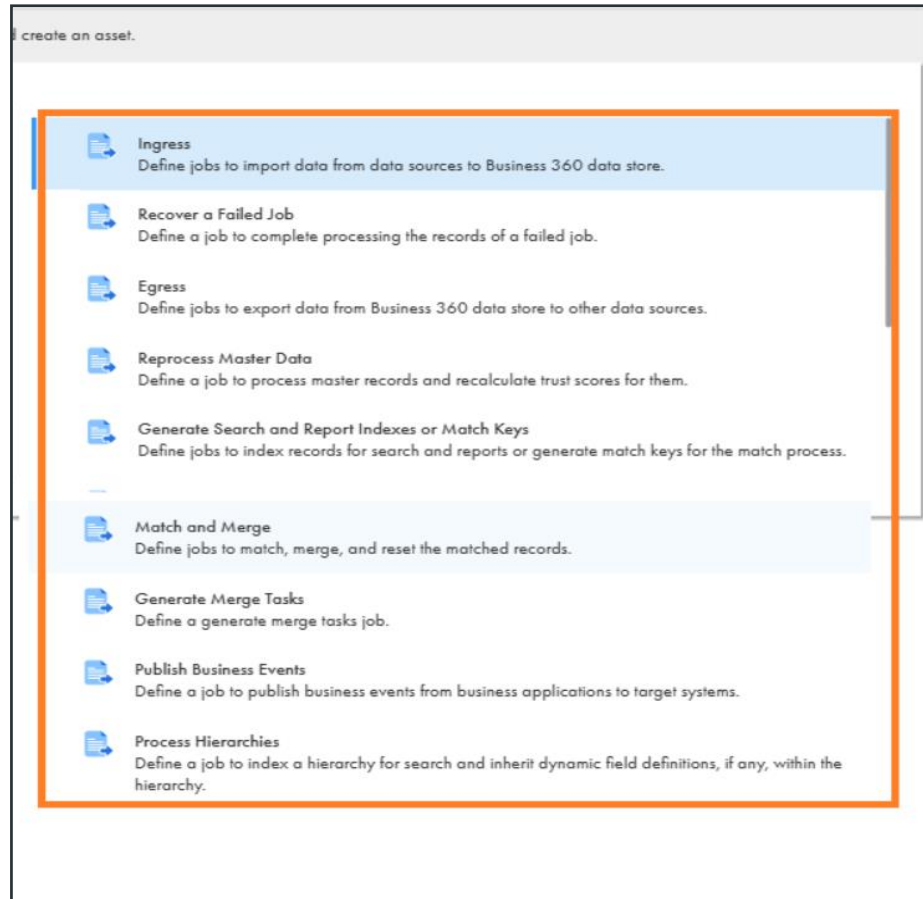 create an asset.
Ingress
Define jobs to import data from data sources to Business 360 data store.
Recover a Failed Job
Define a job to complete processing the records of a failed job.
Egress
Define jobs to export data from Business 360 data store to other data sources.
Reprocess Master Data
Define a job to process master records and recalculate trust scores for them.
Generate Search and Report Indexes or Match Keys
Define jobs to index records for search and reports or generate match keys for the match process.
Match and Merge
Define jobs to match, merge, and reset the matched records.
Generate Merge Tasks
Define a generate merge tasks job.
Publish Business Events
Define a job to publish business events from business applications to target systems.
Process Hierarchies
Define a job to index a hierarchy for search and inherit dynamic field definitions, if any, within the
hierarchy.